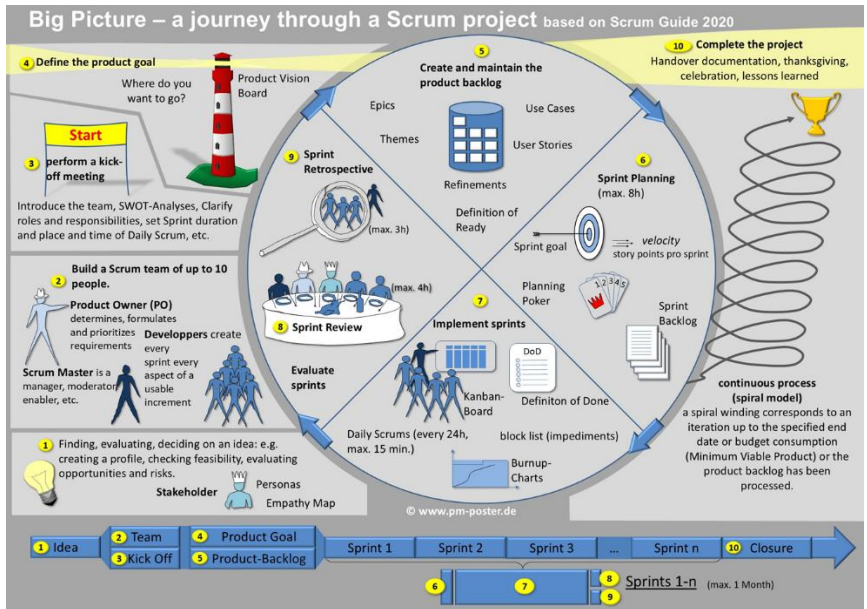 Big Picture – a journey through a Scrum project based on Scrum Guide 2020
4 Define the product goal
Where do you
want to go?
Product Vision
Board
Start
3 perform a kick-
off meeting
Introduce the team, SWOT-Analyses, Clarify
roles and responsibilities, set Sprint duration
and place and time of Daily Scrum, etc.
2 Build a Scrum team of up to 10
people.
Product Owner (PO)
determines, formulates
and prioritizes
requirements
Developpers create
every
sprint every
aspect of a
usable
increment
Scrum Master is a
manager, moderator
enabler, etc.
1 Finding, evaluating, deciding on an idea: e.g.
creating a profile, checking feasibility, evaluating
opportunities and risks.
Stakeholder
Personas
Empathy Map
5
Create and maintain the
product backlog
Epics
Themes
Use Cases
User Stories
Refinements
Definition of
Ready
6
Sprint Planning
(max. 8h)
Sprint goal
velocity
story points pro sprint
Planning
Poker
1 2 3 4 5
Sprint
Backlog
7
Implement sprints
DoD
Kanban-
Board
Definiton of Done
Daily Scrums (every 24h,
max. 15 min.)
block list (impediments)
Burnup-
Charts
(max. 4h)
8 Sprint Review
Evaluate
sprints
9 Sprint
Retrospective
(max. 3h)
10 Complete the project
Handover documentation, thanksgiving,
celebration, lessons learned
continuous process
(spiral model)
a spiral winding corresponds to an
iteration up to the specified end
date or budget consumption
(Minimum Viable Product) or the
product backlog has been
processed.
© www.pm-poster.de
1 Idea
2 Team
3 Kick Off
4 Product Goal
5 Product-Backlog
Sprint 1
Sprint 2
Sprint 3
...
Sprint n
10 Closure
6
7
8
9
Sprints 1-n (max. 1 Month)